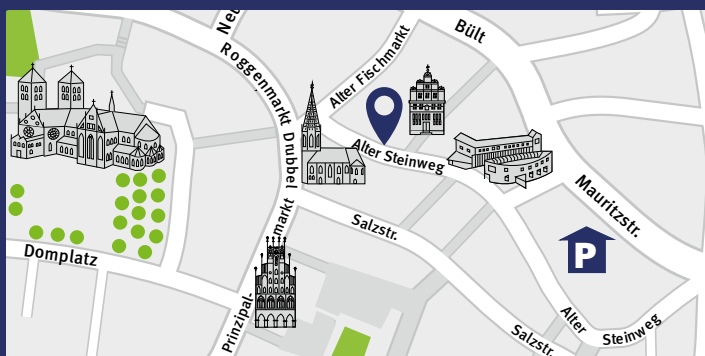 Neu
Bült
Roggenmarkt Drubbel
Alter Fischmarkt
Alter Steinweg
Mauritzstr.
Salzstr.
Domplatz
Prinzipal-
markt
P
Alter
Steinweg
Salzstr.